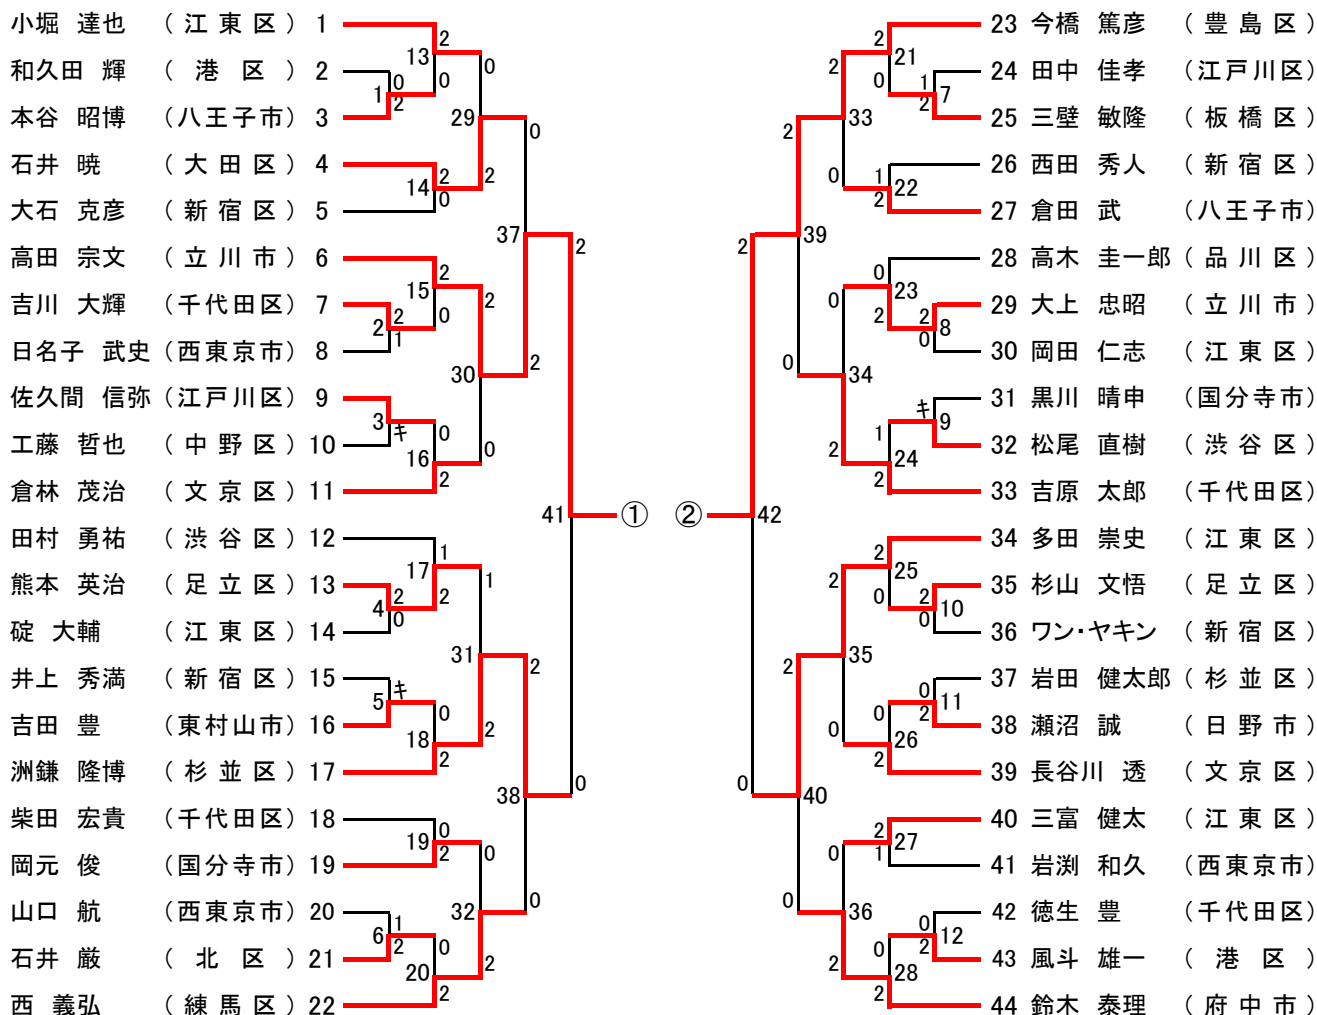 小堀 達也 （ 江 東 区 ） 1
和久田 輝 （ 港 区 ） 2
本谷 昭博 （八王子市） 3
石井 暁 （ 大 田 区 ） 4
大石 克彦 （ 新 宿 区 ） 5
高田 宗文 （ 立 川 市 ） 6
吉川 大輝 （千代田区） 7
日名子 武史 （西東京市） 8
佐久間 信弥 （江戸川区） 9
工藤 哲也 （ 中 野 区 ） 10
倉林 茂治 （ 文 京 区 ） 11
田村 勇祐 （ 渋 谷 区 ） 12
熊本 英治 （ 足 立 区 ） 13
碇 大輔 （ 江 東 区 ） 14
井上 秀満 （ 新 宿 区 ） 15
吉田 豊 （東村山市） 16
洲鎌 隆博 （ 杉 並 区 ） 17
柴田 宏貴 （千代田区） 18
岡元 俊 （国分寺市） 19
山口 航 （西東京市） 20
石井 厳 （ 北 区 ） 21
西 義弘 （ 練 馬 区 ） 22
1 0 2
2 2 1
3 キ
4 2 0
5 キ
6 1 2
13 2 0
14 2 0
15 2 0
16 0 2
17 1 2
18 0 2
19 0 2
20 0 2
29 0 2
30 2 0
31 1 2
32 0 2
37 0 2
38 2 0
41 2 0
① ②
42 2 0
39 2 0
40 2 0
33 2 0
34 0 2
35 2 0
36 0 2
21 2 0
22 1 2
23 0 2
24 1 2
25 2 0
26 0 2
27 2 1
28 0 2
7 1 2
8 2 0
9 キ
10 2 0
11 0 2
12 0 2
23 今橋 篤彦 （ 豊 島 区 ）
24 田中 佳孝 （江戸川区）
25 三壁 敏隆 （ 板 橋 区 ）
26 西田 秀人 （ 新 宿 区 ）
27 倉田 武 （八王子市）
28 高木 圭一郎 （ 品 川 区 ）
29 大上 忠昭 （ 立 川 市 ）
30 岡田 仁志 （ 江 東 区 ）
31 黒川 晴申 （国分寺市）
32 松尾 直樹 （ 渋 谷 区 ）
33 吉原 太郎 （千代田区）
34 多田 崇史 （ 江 東 区 ）
35 杉山 文悟 （ 足 立 区 ）
36 ワン・ヤキン （ 新 宿 区 ）
37 岩田 健太郎 （ 杉 並 区 ）
38 瀬沼 誠 （ 日 野 市 ）
39 長谷川 透 （ 文 京 区 ）
40 三富 健太 （ 江 東 区 ）
41 岩渕 和久 （西東京市）
42 徳生 豊 （千代田区）
43 風斗 雄一 （ 港 区 ）
44 鈴木 泰理 （ 府 中 市 ）